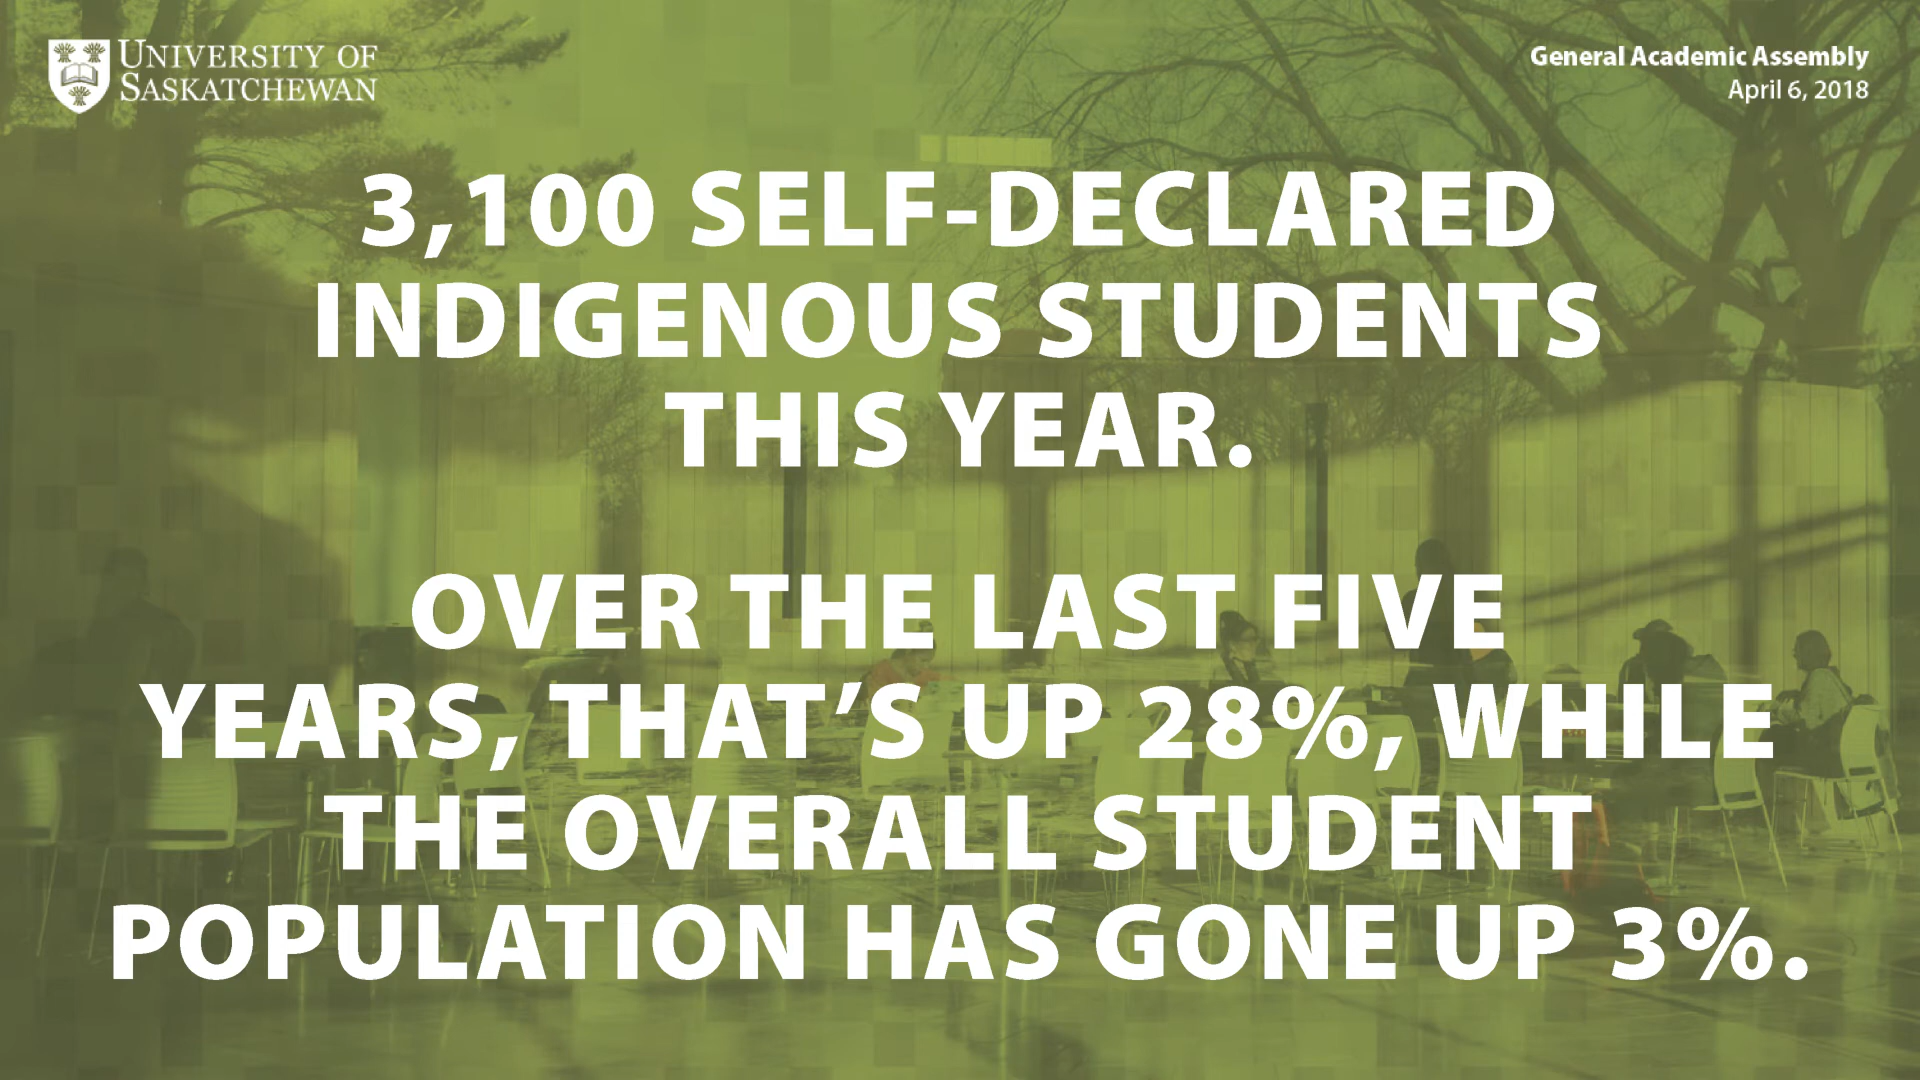 UNIVERSITY OF
SASKATCHEWAN
General Academic Assembly
April 6, 2018
3,100 SELF-DECLARED
INDIGENOUS STUDENTS
THIS YEAR.
OVER THE LAST FIVE
YEARS, THAT’S UP 28%, WHILE
THE OVERALL STUDENT
POPULATION HAS GONE UP 3%.